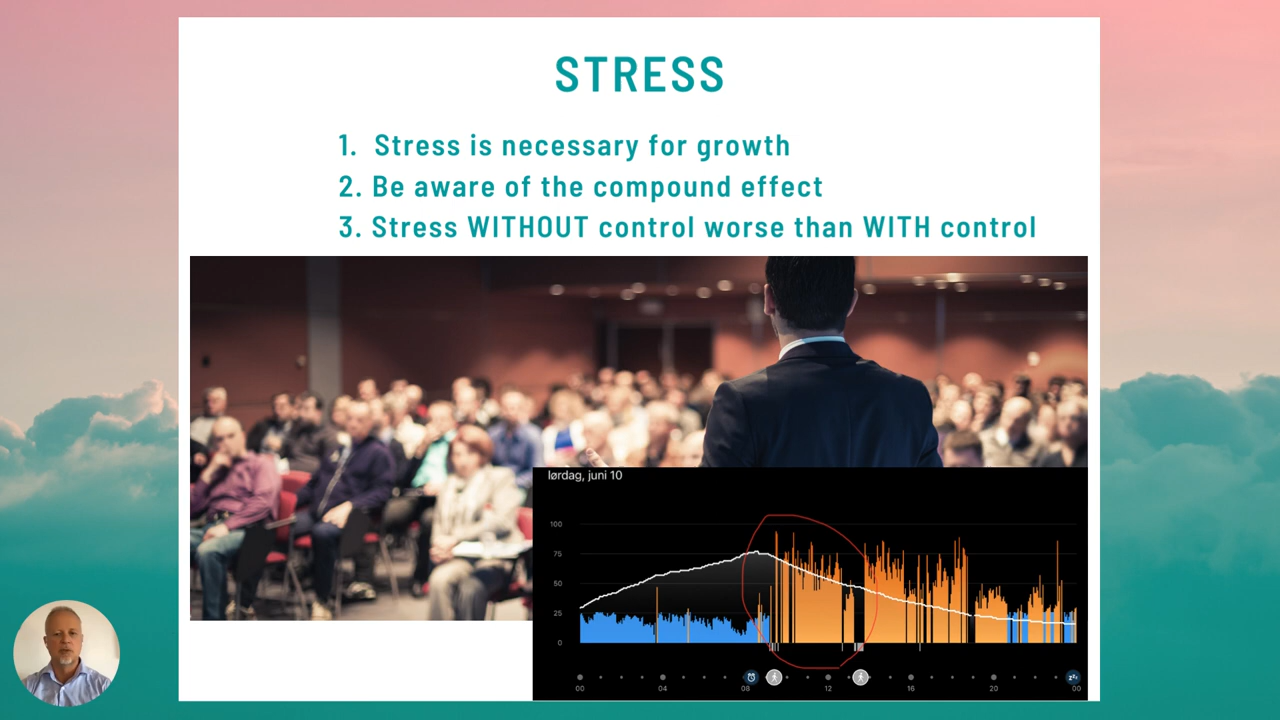 STRESS
1. Stress is necessary for growth
2. Be aware of the compound effect
3. Stress WITHOUT control worse than WITH control
lørdag, juni 10
100
75
50
25
0
00 04 08 12 16 20 00
zzz